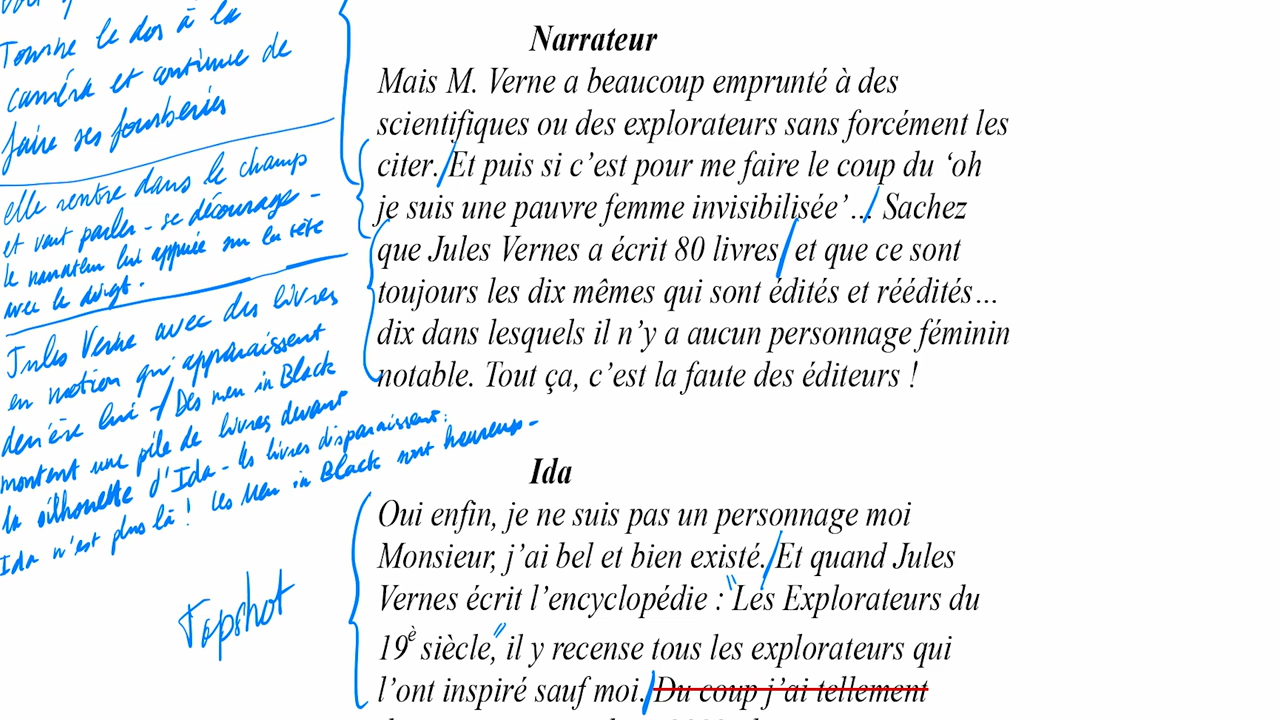 Tourne le dos à la
caméra et continue de
faire ses fourberies
elle rentre dans le champ
et veut parler - se décourage -
le narrateur lui appuie sur la tête
avec le doigt.
Jules Verne avec des livres
en motion qui apparaissent
derrière lui - / Des men in Black
montent une pile de livres devant
la silhouette d'Ida - les livres disparaissent :
Ida n'est plus là ! Les Men in Black sont heureux -
Topshot
Narrateur
Mais M. Verne a beaucoup emprunté à des
scientifiques ou des explorateurs sans forcément les
citer. / Et puis si c’est pour me faire le coup du ‘oh
je suis une pauvre femme invisibilisée’... / Sachez
que Jules Vernes a écrit 80 livres / et que ce sont
toujours les dix mêmes qui sont édités et réédités…
dix dans lesquels il n’y a aucun personnage féminin
notable. Tout ça, c’est la faute des éditeurs !
Ida
Oui enfin, je ne suis pas un personnage moi
Monsieur, j’ai bel et bien existé. / Et quand Jules
Vernes écrit l’encyclopédie : "Les Explorateurs du
19è siècle," il y recense tous les explorateurs qui
l’ont inspiré sauf moi. / Du coup j’ai tellement